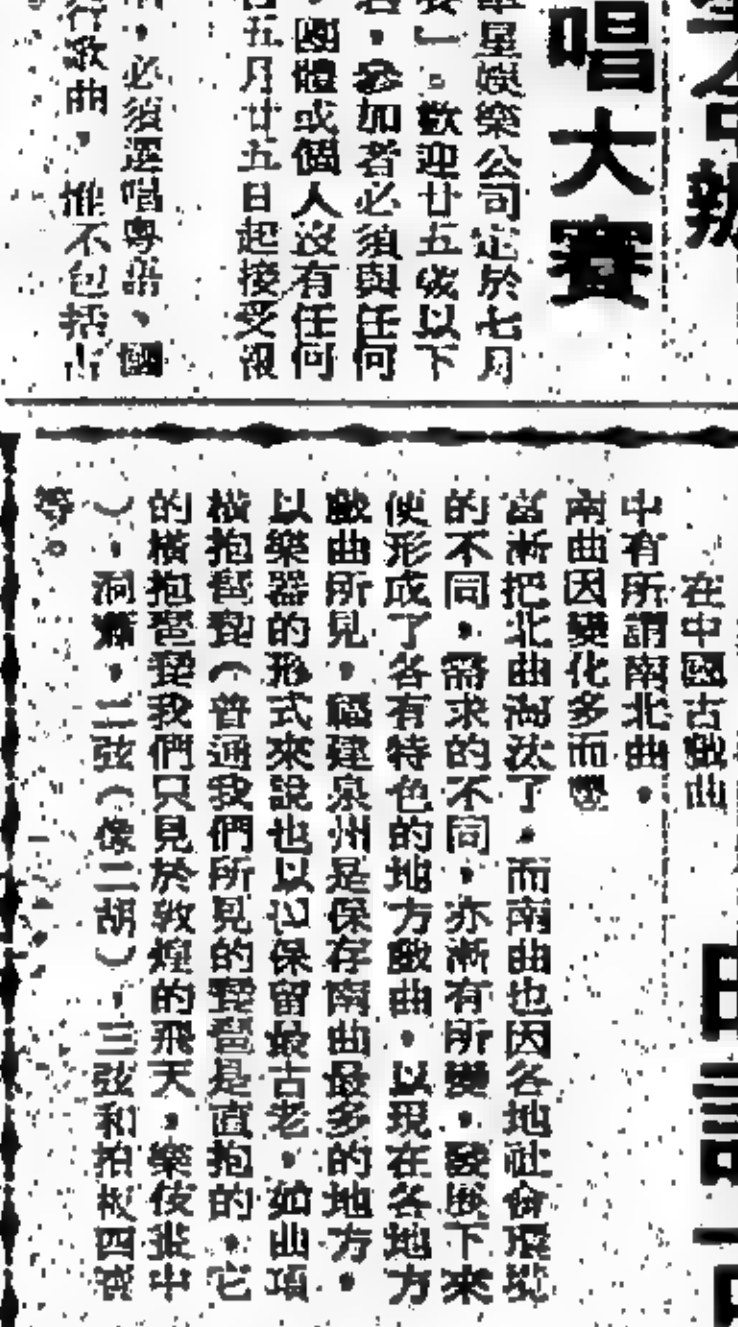 合辦
唱大賽
星娛樂公司定於七月
」。歡迎廿五歲以下
,參加者必須與任何
,團體或個人沒有任何
五月廿五日起接受報
,必須選唱粵語、國
行歌曲,惟不包括
在中國古戲曲
中有所謂南北曲,
南曲因變化多而豐
富漸把北曲淘汰了,而南曲也因各地社會環境
的不同,需求的不同,亦漸有所變,發展下來
便形成了各有特色的地方戲曲,以現在各地方
戲曲所見,福建泉州是保存南曲最多的地方,
以樂器的形式來說也以似保留最古老,如曲項
橫抱琵琶(普通我們所見的琵琶是直抱的,它
的橫抱琵琶我們只見於敦煌的飛天,樂伎群中
),洞簫,二弦(像二胡),三弦和拍板四
等。